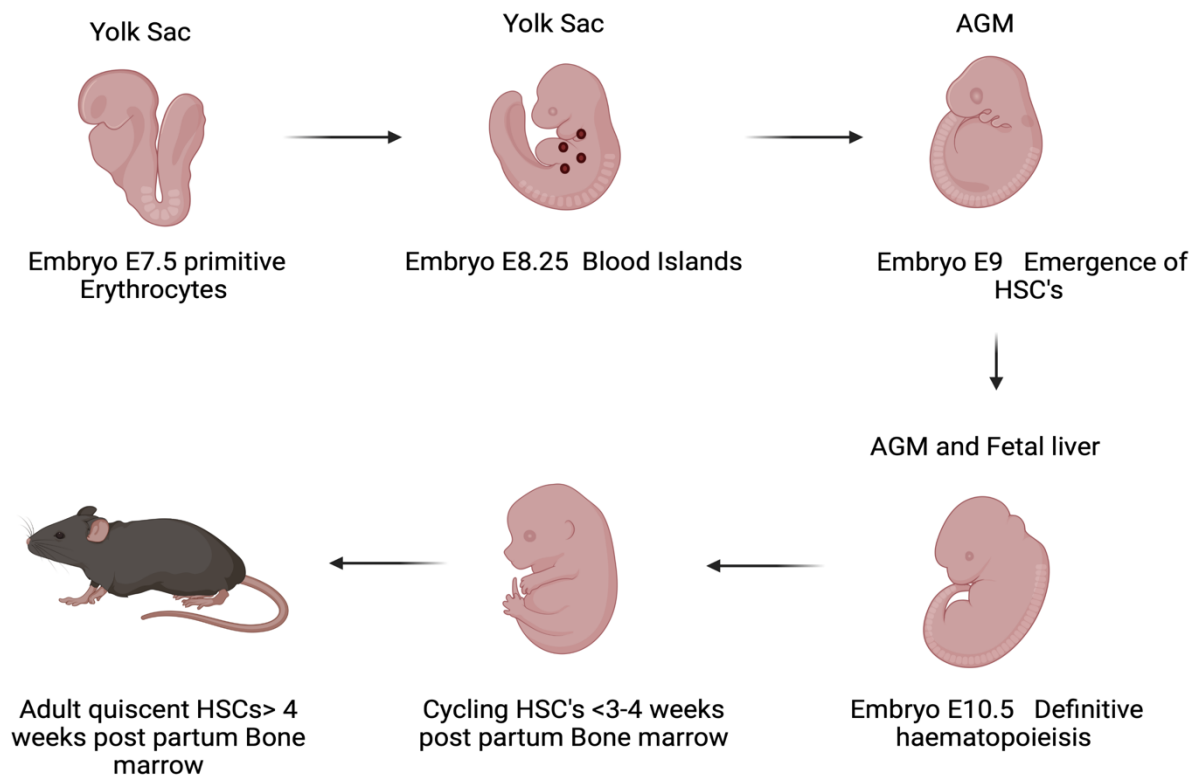 Yolk Sac
Embryo E7.5 primitive
Erythrocytes
Yolk Sac
Embryo E8.25 Blood Islands
AGM
Embryo E9 Emergence of
HSC's
AGM and Fetal liver
Embryo E10.5 Definitive
haematopoieisis
Cycling HSC's <3-4 weeks
post partum Bone marrow
Adult quiscent HSCs> 4
weeks post partum Bone
marrow